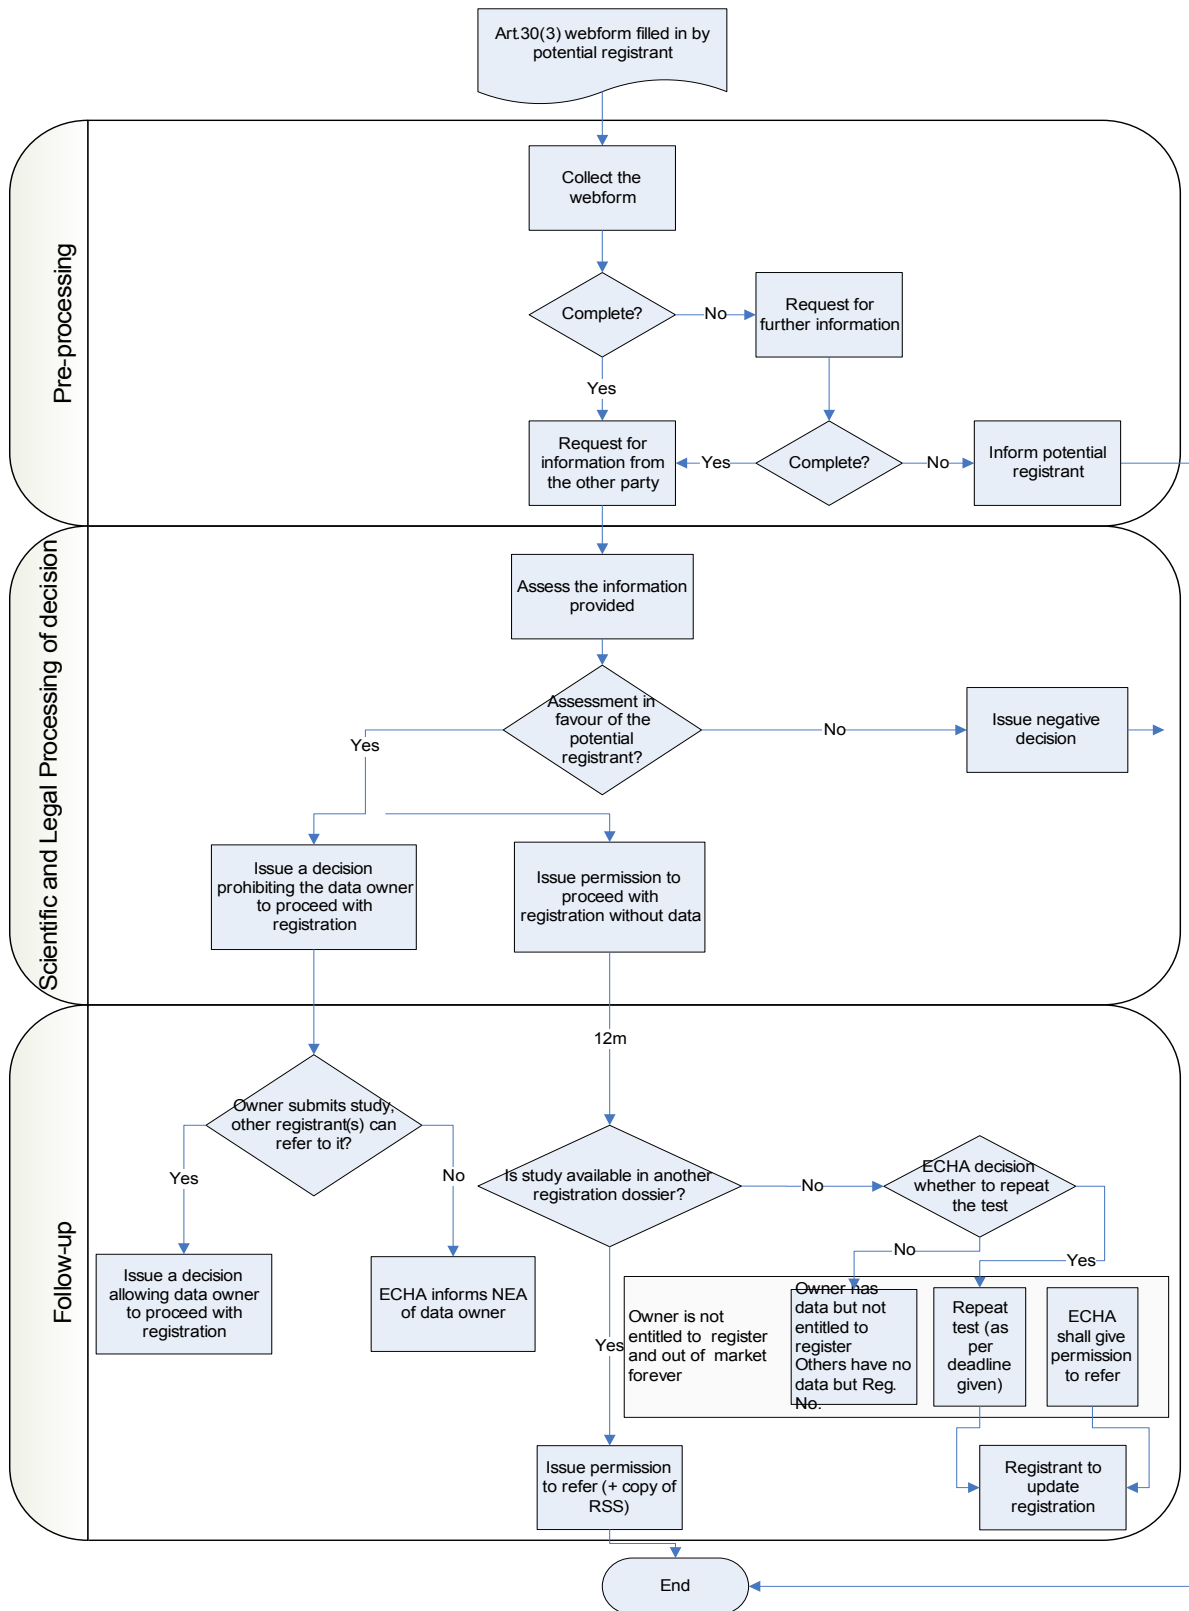 Art.30(3) webform filled in by
potential registrant
Pre-processing
Collect the
webform
Complete?
No
Request for
further information
Yes
Request for
information from
the other party
Yes
Complete?
No
Inform potential
registrant
Scientific and Legal Processing of decision
Assess the information
provided
Assessment in
favour of the
potential
registrant?
Yes
No
Issue negative
decision
Issue a decision
prohibiting the data owner
to proceed with
registration
Issue permission to
proceed with
registration without data
Follow-up
12m
Owner submits study,
other registrant(s) can
refer to it?
Yes
No
Is study available in another
registration dossier?
No
ECHA decision
whether to repeat
the test
No
Yes
Issue a decision
allowing data owner
to proceed with
registration
ECHA informs NEA
of data owner
Yes
Owner is not
entitled to register
and out of market
forever
Owner has
data but not
entitled to
register
Others have no
data but Reg.
No.
Repeat
test (as
per
deadline
given)
ECHA
shall give
permission
to refer
Issue permission
to refer (+ copy of
RSS)
Registrant to
update
registration
End